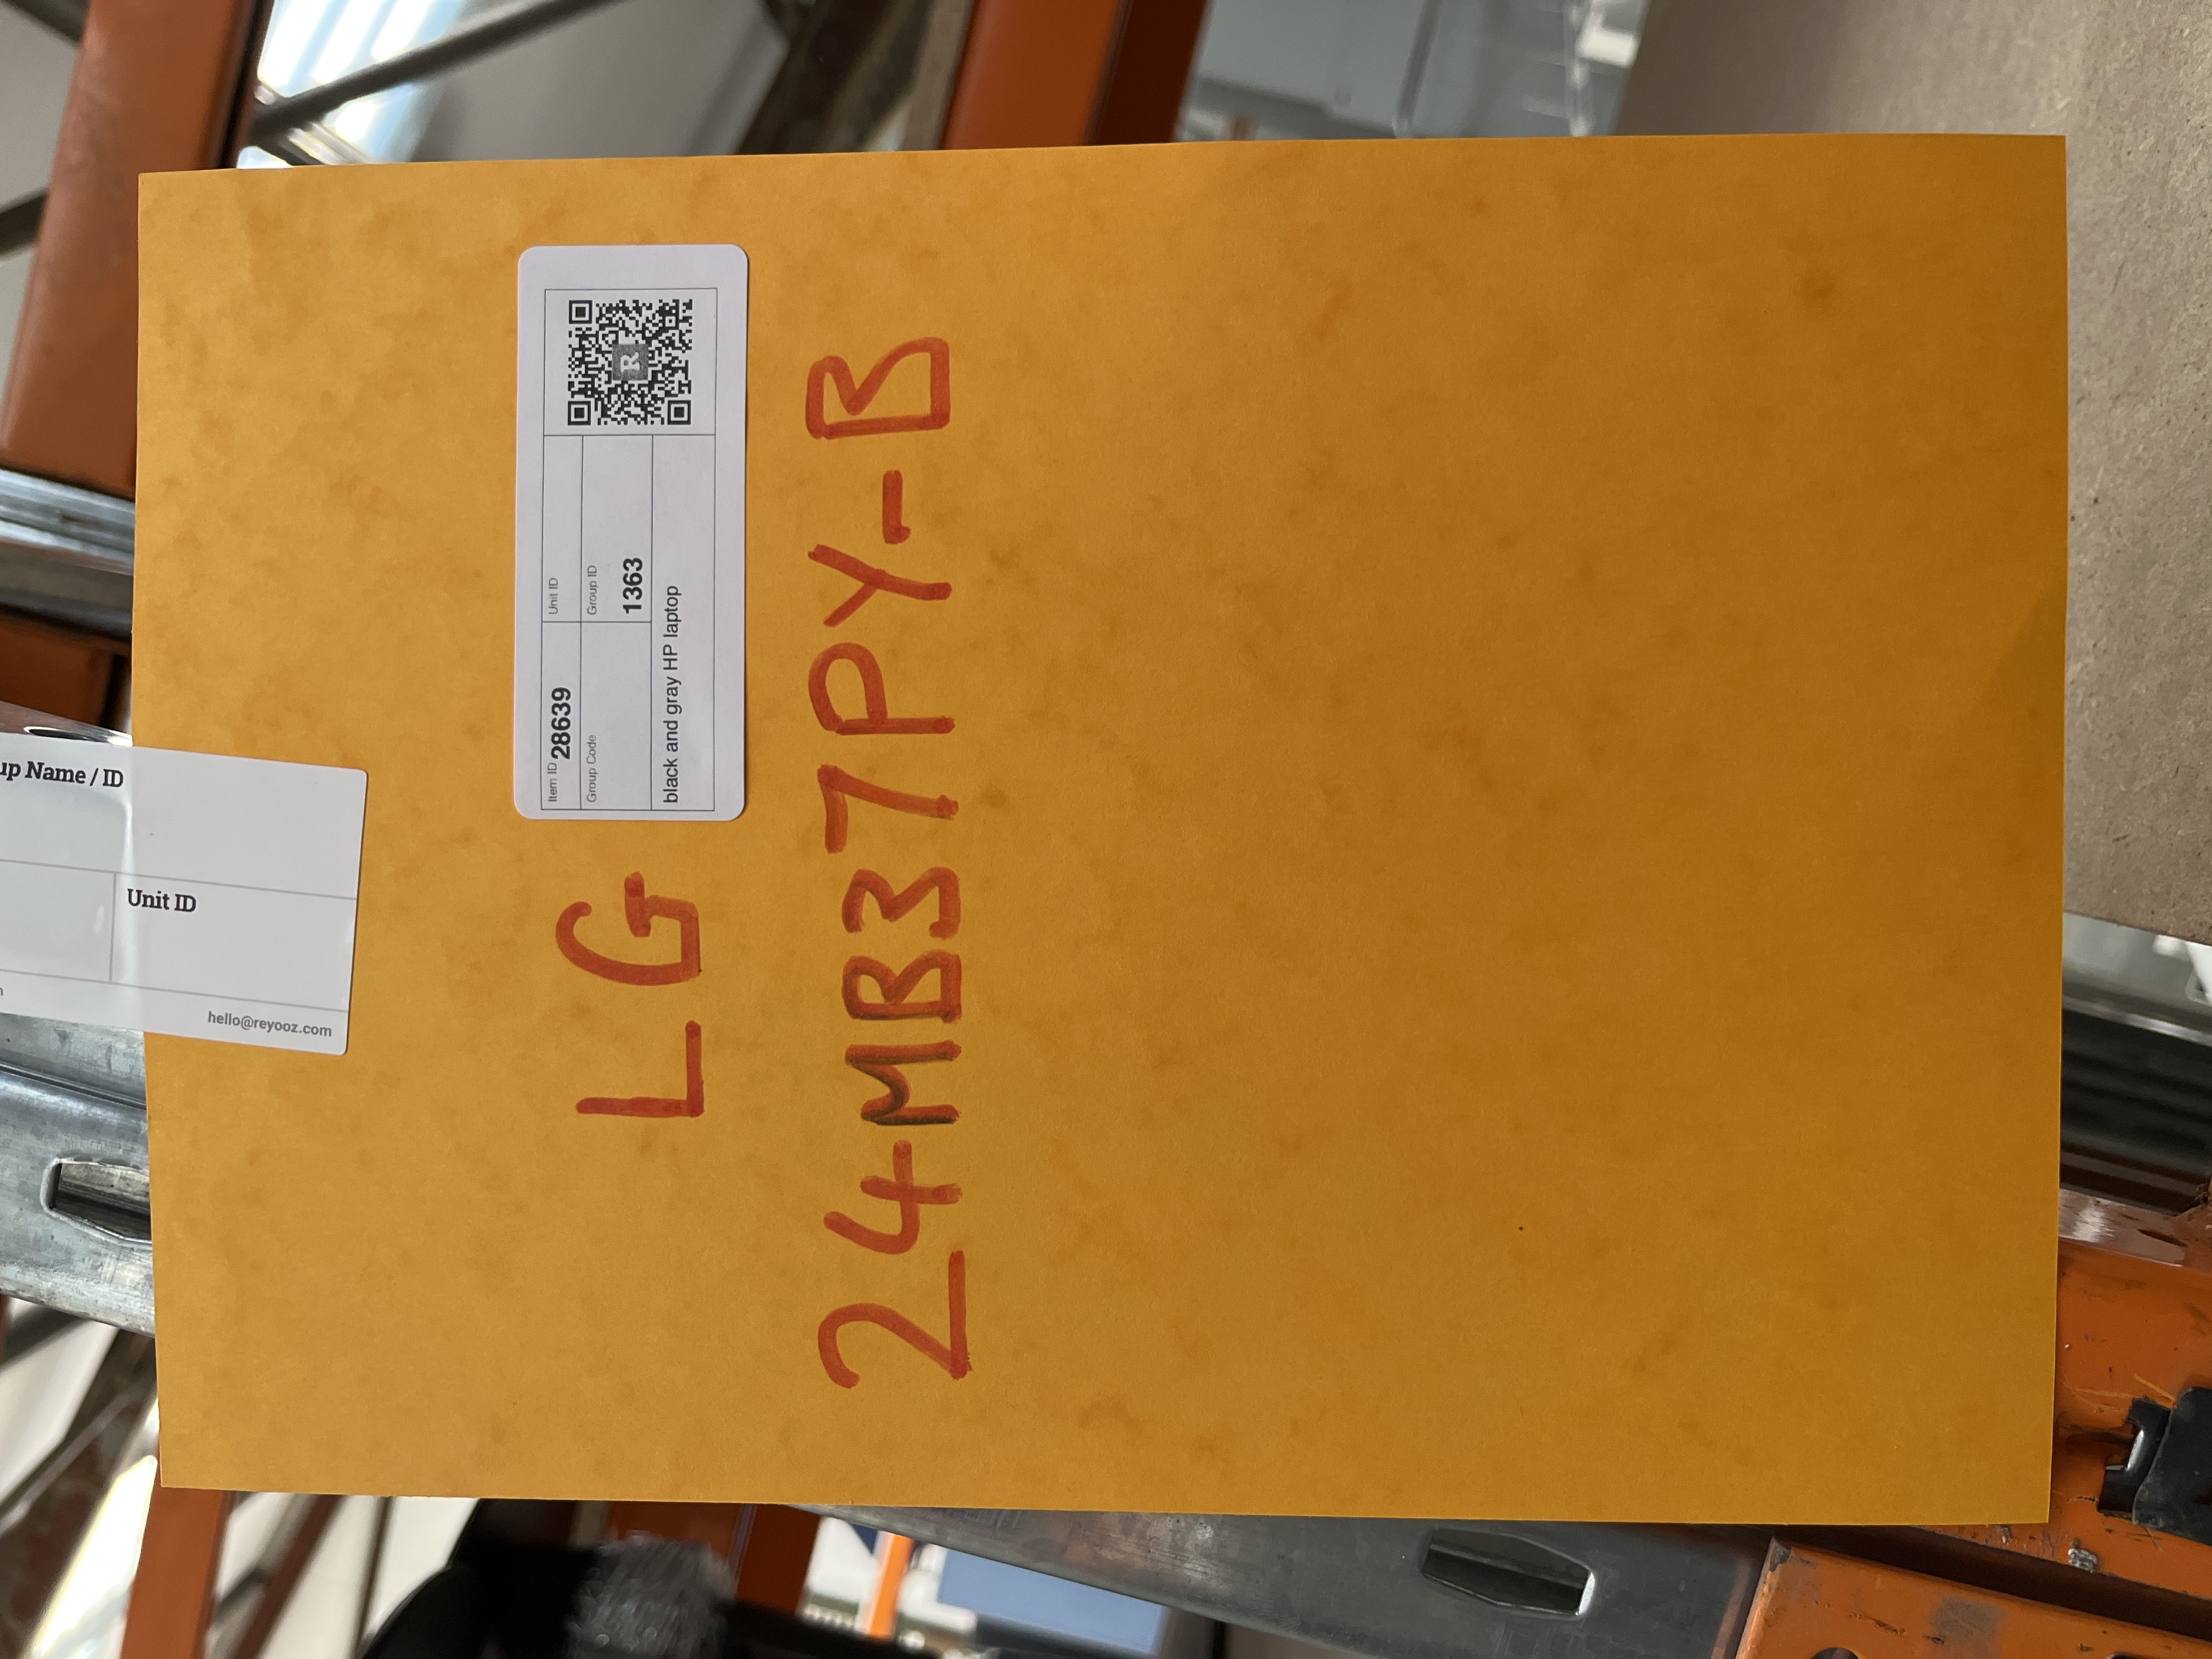 up Name / ID
Unit ID
hello@reyooz.com
Item ID 28639
Unit ID
Group Code
Group ID
1363
black and gray HP laptop
R
LG
24MB37PY-B